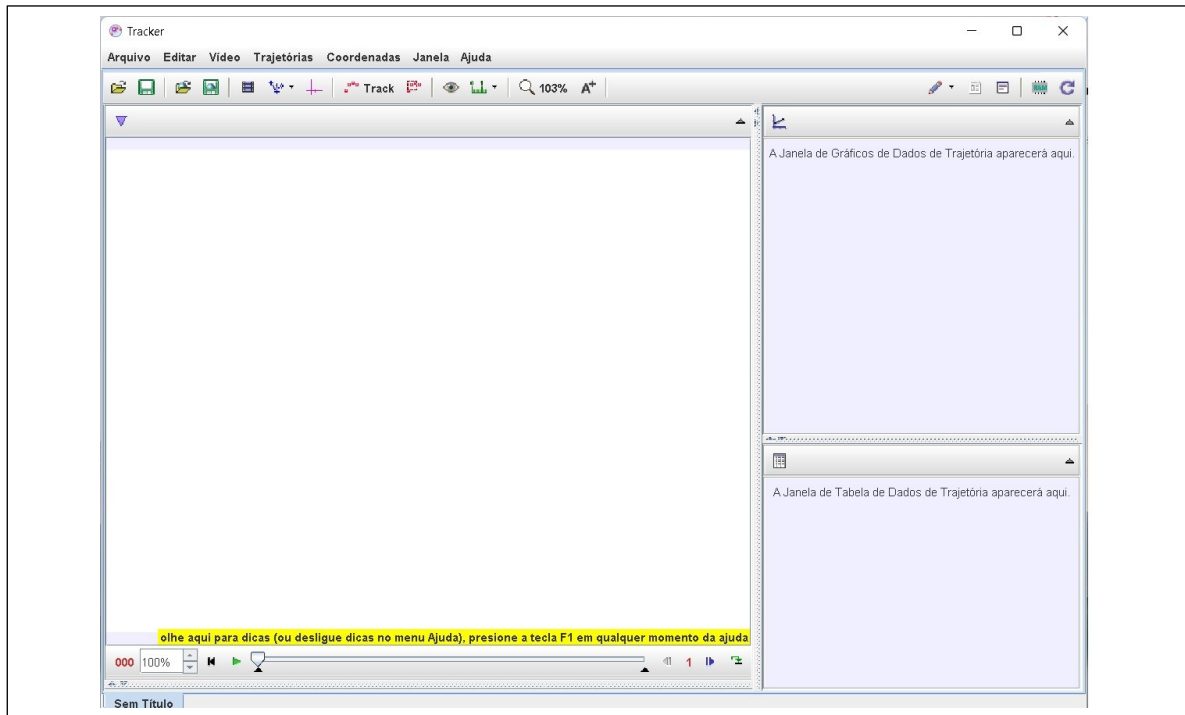 Tracker
Arquivo Editar Vídeo Trajetórias Coordenadas Janela Ajuda
Track 103% A+
A Janela de Gráficos de Dados de Trajetória aparecerá aqui.
A Janela de Tabela de Dados de Trajetória aparecerá aqui.
olhe aqui para dicas (ou desligue dicas no menu Ajuda), presione a tecla F1 em qualquer momento da ajuda
000 100% 1
Sem Título